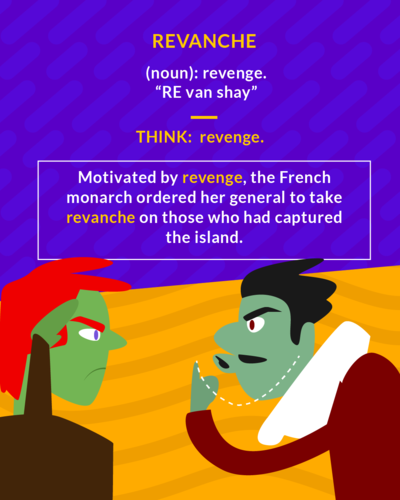 REVANCHE
(noun): revenge.
“RE van shay”
THINK: revenge.
Motivated by revenge, the French
monarch ordered her general to take
revanche on those who had captured
the island.